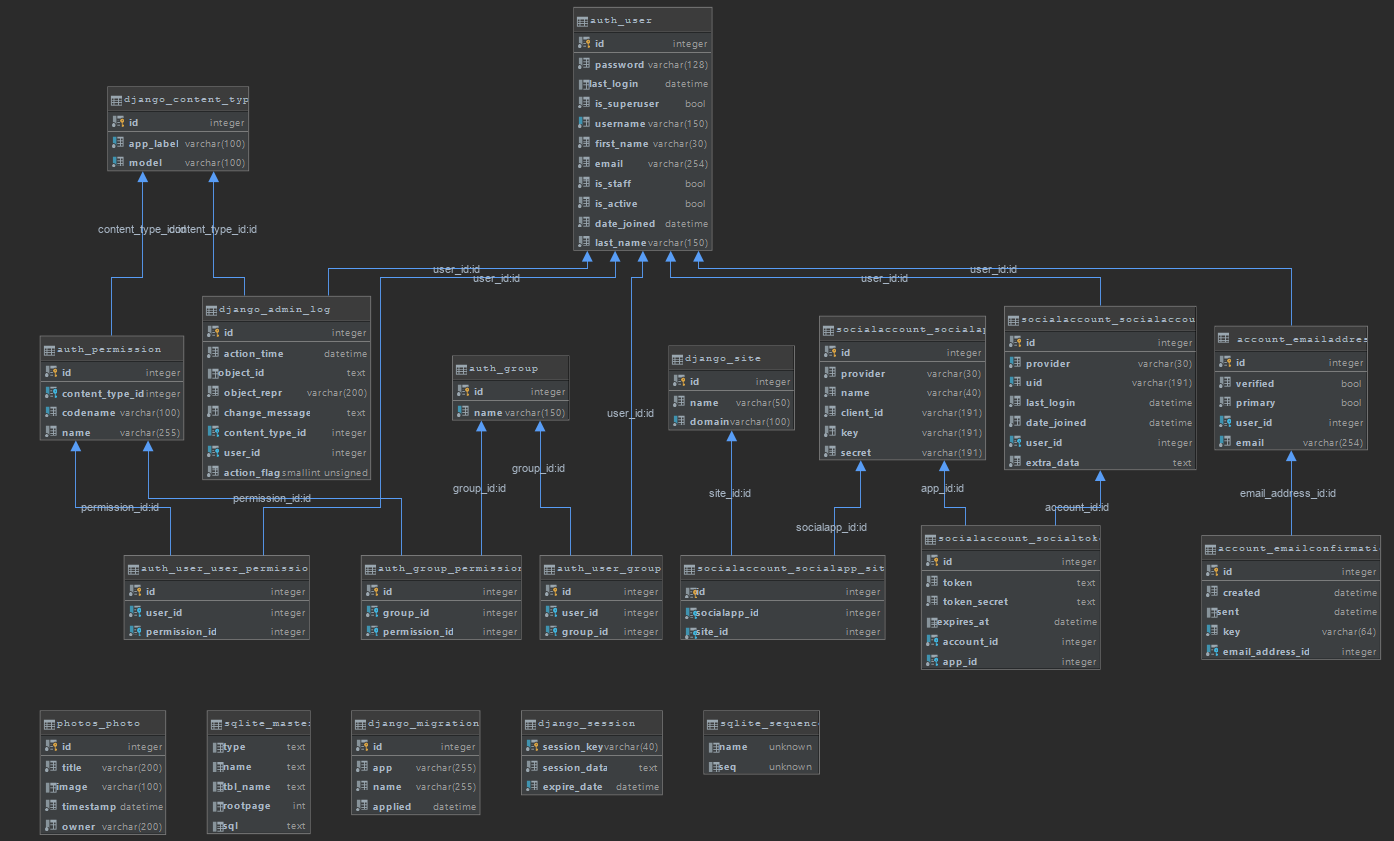 auth_user
id integer
password varchar(128)
last_login datetime
is_superuser bool
username varchar(150)
first_name varchar(30)
email varchar(254)
is_staff bool
is_active bool
date_joined datetime
last_name varchar(150)
django_content_typ
id integer
app_label varchar(100)
model varchar(100)
content_type_id:id
content_type_id:id
user_id:id
user_id:id
user_id:id
user_id:id
user_id:id
django_admin_log
id integer
action_time datetime
object_id text
object_repr varchar(200)
change_message text
content_type_id integer
user_id integer
action_flag smallint unsigned
auth_permission
id integer
content_type_id integer
codename varchar(100)
name varchar(255)
auth_group
id integer
name varchar(150)
django_site
id integer
name varchar(50)
domain varchar(100)
socialaccount_socialap
id integer
provider varchar(30)
name varchar(40)
client_id varchar(191)
key varchar(191)
secret varchar(191)
socialaccount_socialaccou
id integer
provider varchar(30)
uid varchar(191)
last_login datetime
date_joined datetime
user_id integer
extra_data text
account_emailaddres
id integer
verified bool
primary bool
user_id integer
email varchar(254)
permission_id:id
permission_id:id
group_id:id
group_id:id
site_id:id
socialapp_id:id
app_id:id
account_id:id
email_address_id:id
auth_user_user_permissio
id integer
user_id integer
permission_id integer
auth_group_permission
id integer
group_id integer
permission_id integer
auth_user_group
id integer
user_id integer
group_id integer
socialaccount_socialapp_sit
id integer
socialapp_id integer
site_id integer
socialaccount_socialtok
id integer
token text
token_secret text
expires_at datetime
account_id integer
app_id integer
account_emailconfirmati
id integer
created datetime
sent datetime
key varchar(64)
email_address_id integer
photos_photo
id integer
title varchar(200)
image varchar(100)
timestamp datetime
owner varchar(200)
sqlite_maste
type text
name text
tbl_name text
rootpage int
sql text
django_migration
id integer
app varchar(255)
name varchar(255)
applied datetime
django_session
session_key varchar(40)
session_data text
expire_date datetime
sqlite_sequenc
name unknown
seq unknown